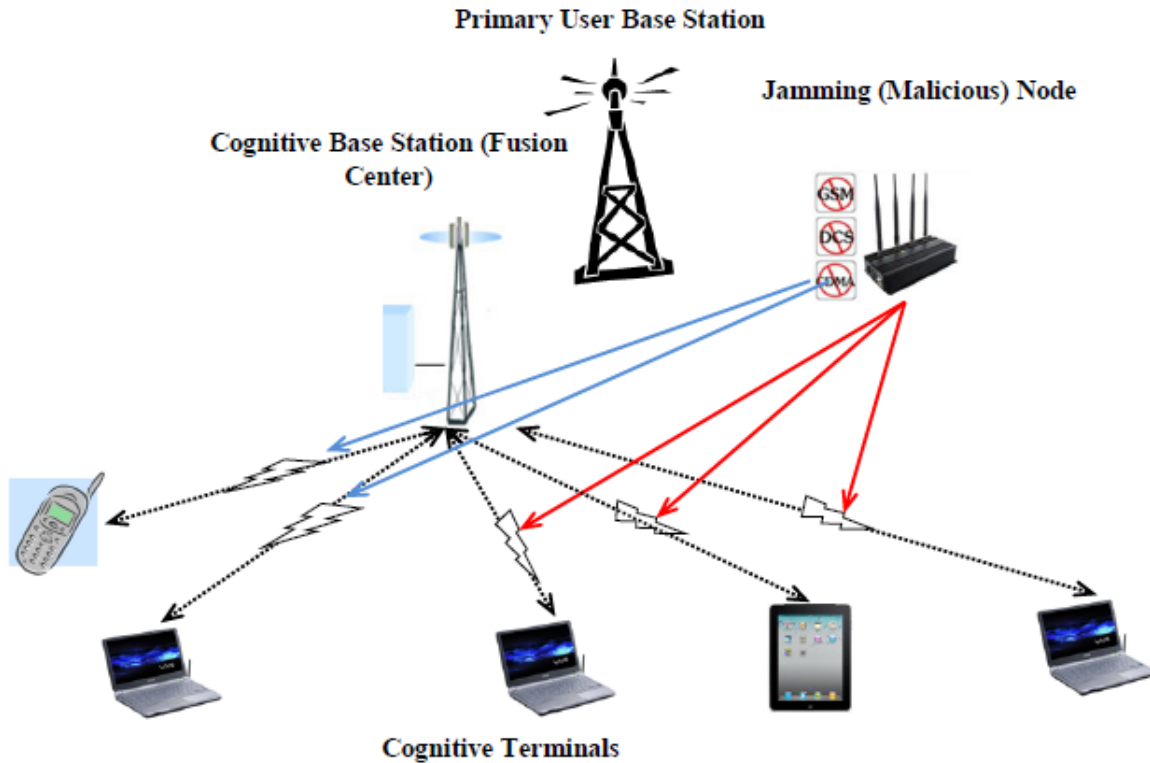 Primary User Base Station
Jamming (Malicious) Node
Cognitive Base Station (Fusion
Center)
GSM
DCS
CDMA
Cognitive Terminals